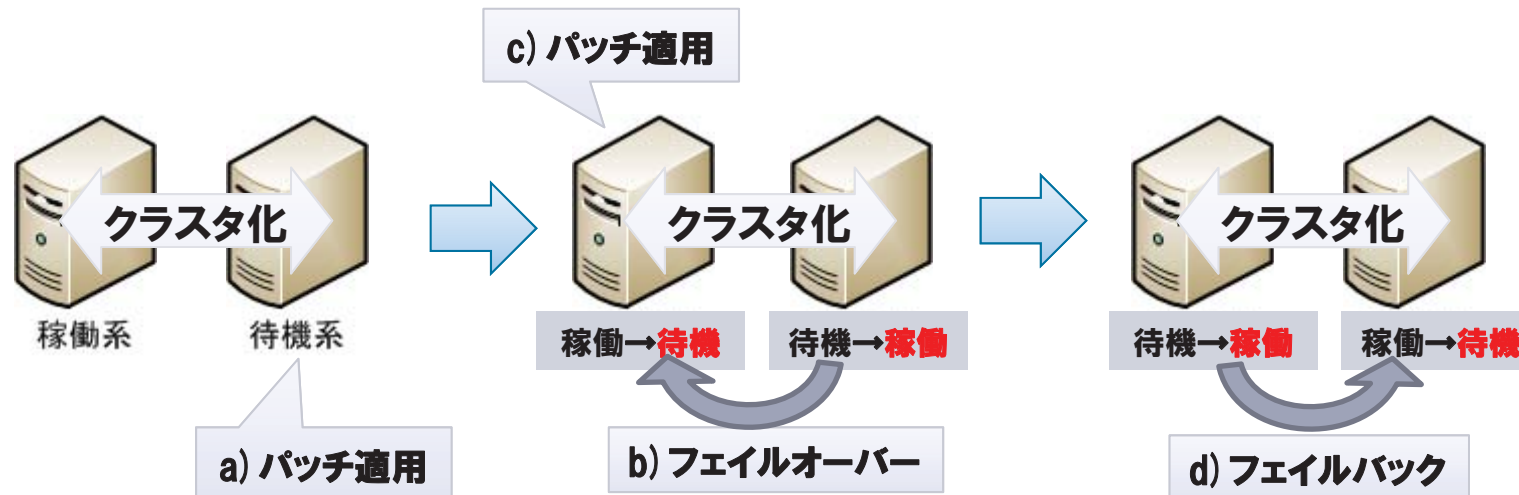 c) パッチ適用
クラスタ化
クラスタ化
クラスタ化
稼働系
待機系
稼働→待機
待機→稼働
待機→稼働
稼働→待機
a) パッチ適用
b) フェイルオーバー
d) フェイルバック